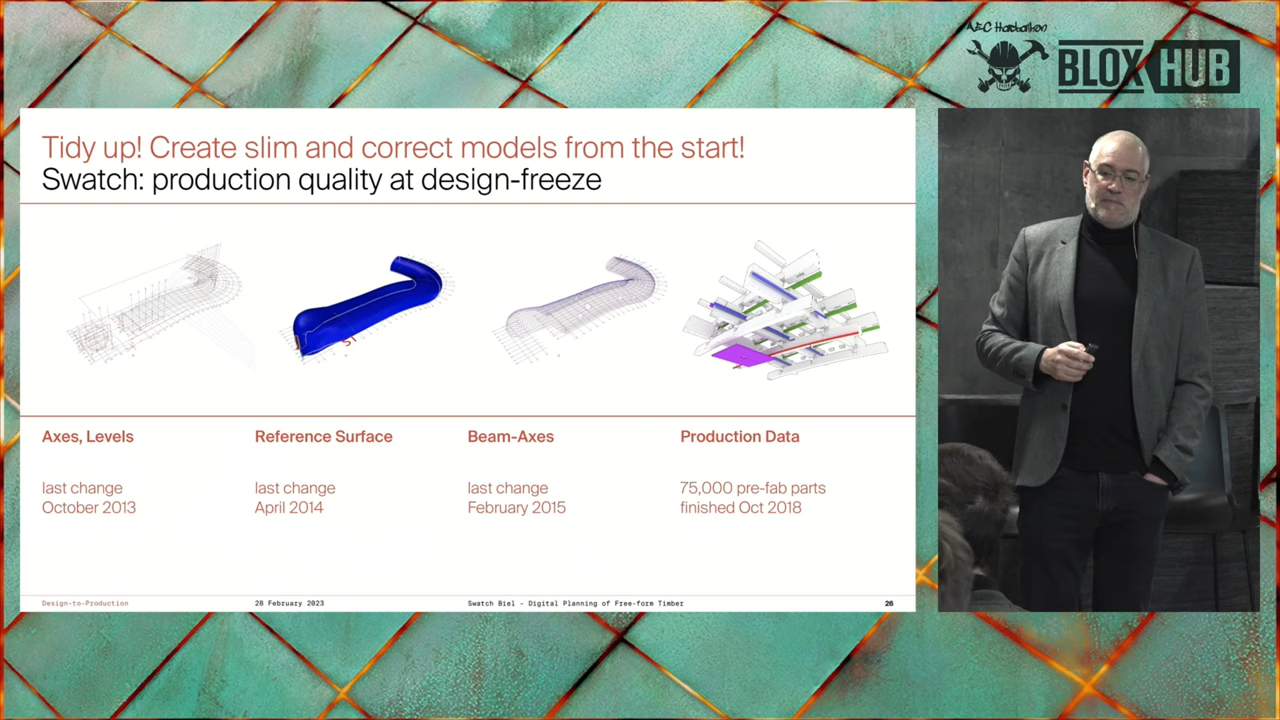 AEC Hackathon
BLOXHUB
Tidy up! Create slim and correct models from the start!
Swatch: production quality at design-freeze
Axes, Levels
Reference Surface
Beam-Axes
Production Data
last change
October 2013
last change
April 2014
last change
February 2015
75,000 pre-fab parts
finished Oct 2018
Design-to-Production
28 February 2023
Swatch Biel - Digital Planning of Free-form Timber
26